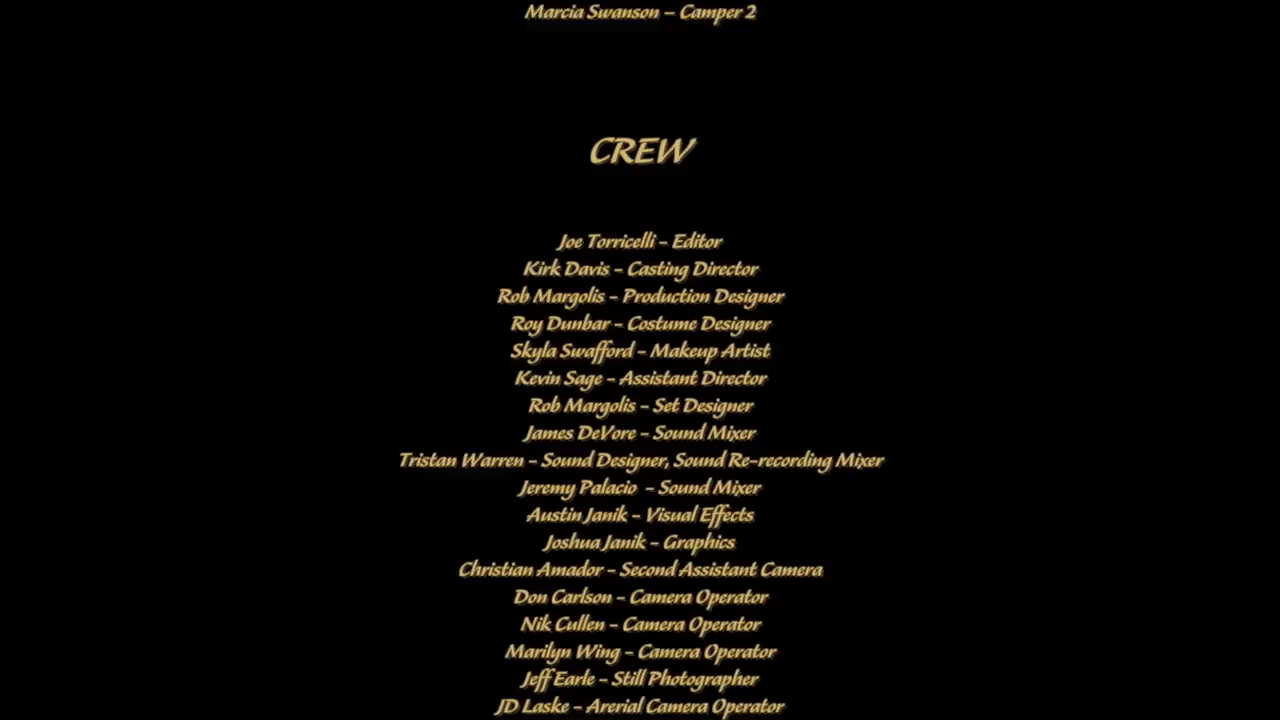 Marcia Swanson – Camper 2
CREW
Joe Torricelli – Editor
Kirk Davis – Casting Director
Rob Margolis – Production Designer
Roy Dunbar – Costume Designer
Skyla Swafford – Makeup Artist
Kevin Sage – Assistant Director
Rob Margolis – Set Designer
James DeVore – Sound Mixer
Tristan Warren – Sound Designer, Sound Re-recording Mixer
Jeremy Palacio – Sound Mixer
Austin Janik – Visual Effects
Joshua Janik – Graphics
Christian Amador – Second Assistant Camera
Don Carlson – Camera Operator
Nik Cullen – Camera Operator
Marilyn Wing – Camera Operator
Jeff Earle – Still Photographer
JD Laske – Arerial Camera Operator